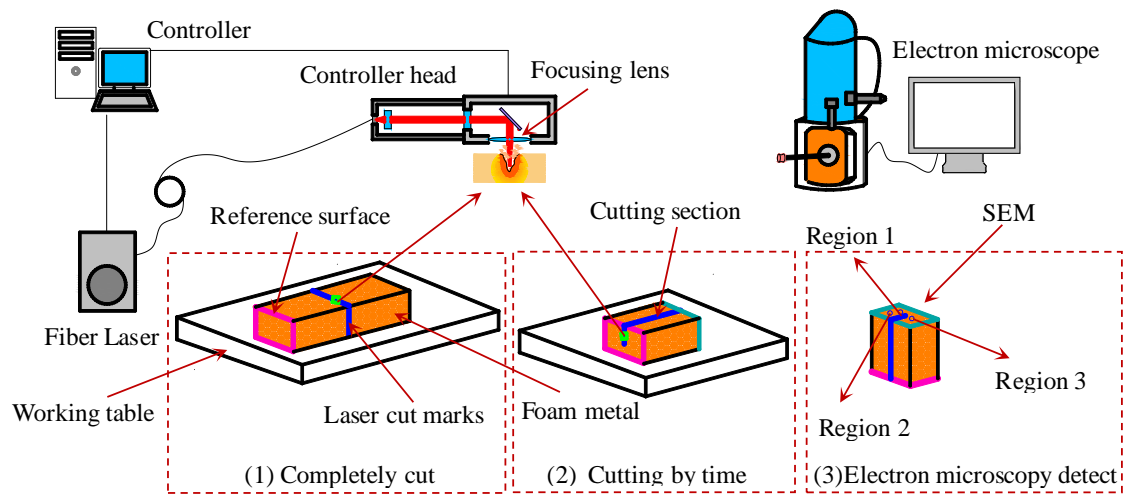 Controller
Controller head
Focusing lens
Electron microscope
Reference surface
Cutting section
SEM
Region 1
Fiber Laser
Working table
Laser cut marks
Foam metal
Region 2
Region 3
(1) Completely cut
(2) Cutting by time
(3)Electron microscopy detect